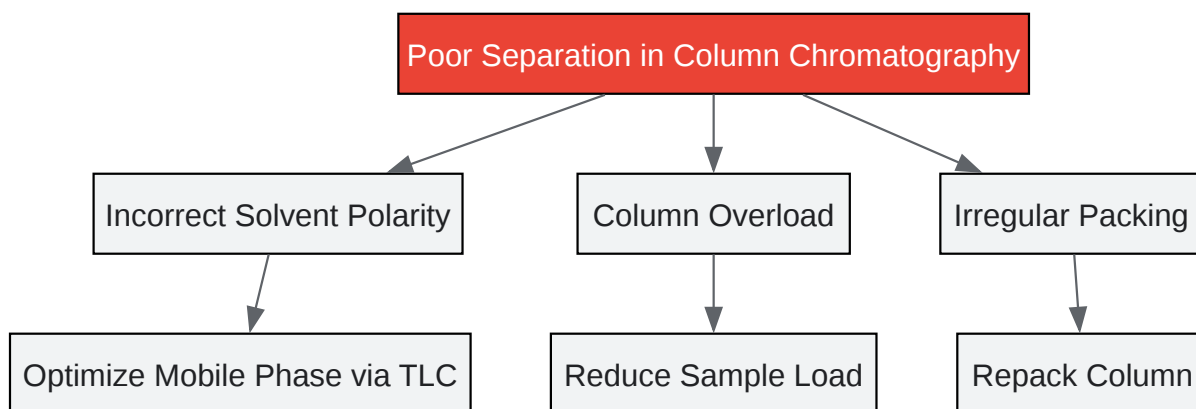 Poor Separation in Column Chromatography
Incorrect Solvent Polarity
Column Overload
Irregular Packing
Optimize Mobile Phase via TLC
Reduce Sample Load
Repack Column